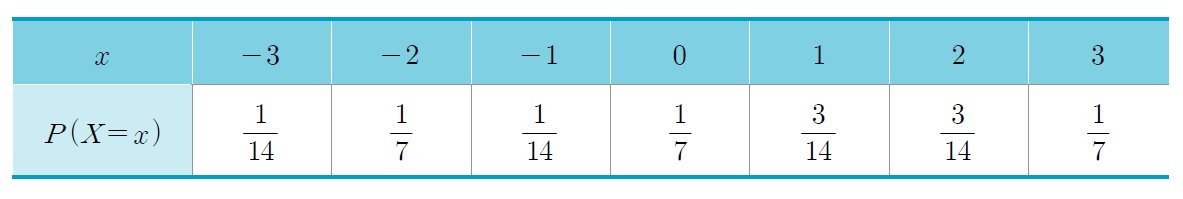 x −3 −2 −1 0 1 2 3
P(X=x) 1/14 1/7 1/14 1/7 3/14 3/14 1/7